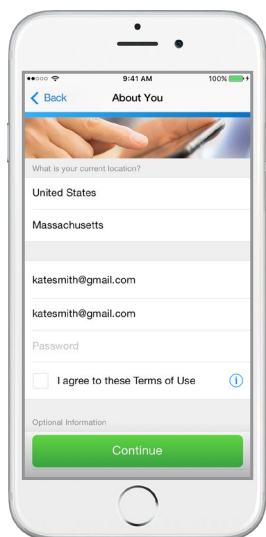 9:41 AM 100%
Back About You
What is your current location?
United States
Massachusetts
katesmith@gmail.com
katesmith@gmail.com
Password
I agree to these Terms of Use
Optional Information
Continue